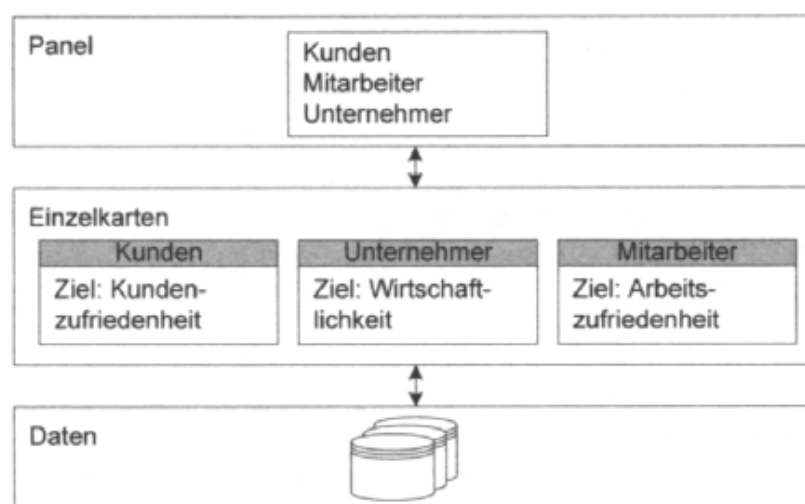 Panel
Kunden
Mitarbeiter
Unternehmer
Einzelkarten
Kunden
Ziel: Kunden-
zufriedenheit
Unternehmer
Ziel: Wirtschaft-
lichkeit
Mitarbeiter
Ziel: Arbeits-
zufriedenheit
Daten